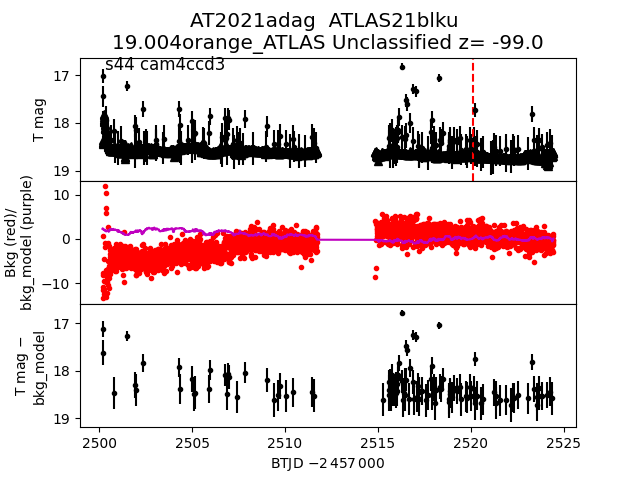 AT2021adag  ATLAS21blku
19.004orange_ATLAS Unclassified z= -99.0
s44 cam4ccd3
17
18
19
T mag
10
0
−10
Bkg (red)/
bkg_model (purple)
17
18
19
T mag −
bkg_model
2500
2505
2510
2515
2520
2525
BTJD −2 457 000